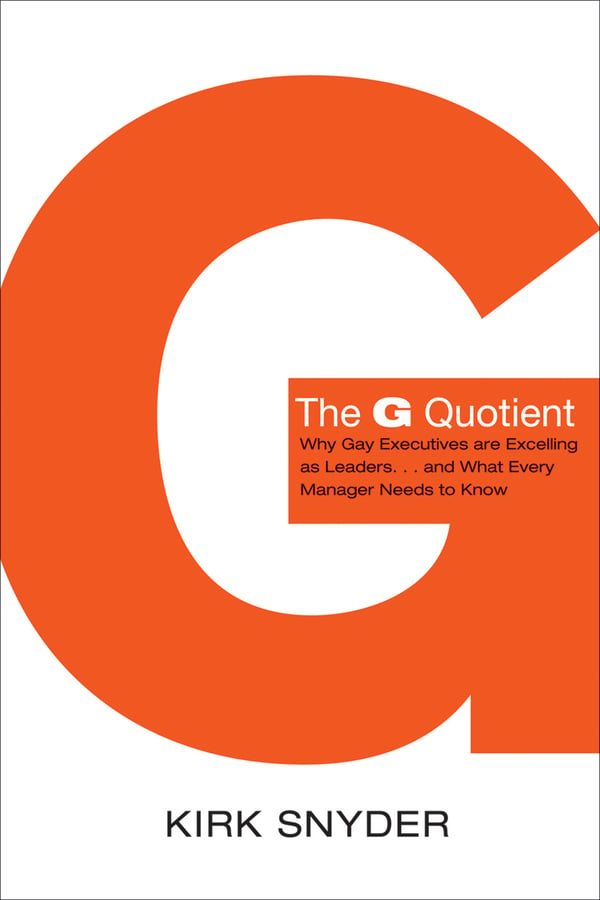 The G Quotient
Why Gay Executives are Excelling
as Leaders. . . and What Every
Manager Needs to Know
KIRK SNYDER